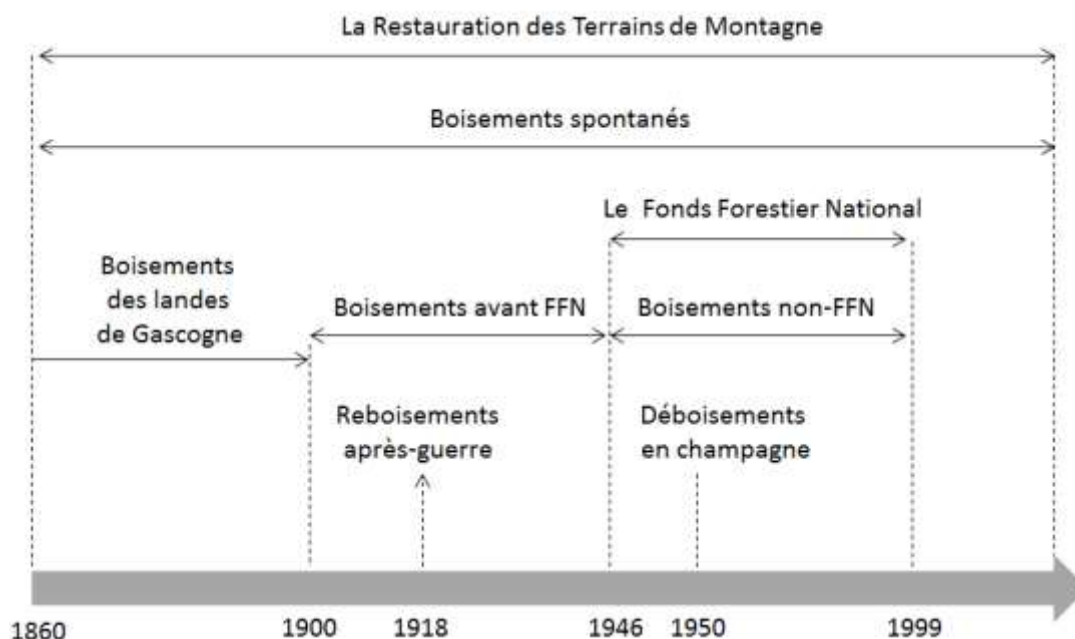 La Restauration des Terrains de Montagne
Boisements spontanés
Le Fonds Forestier National
Boisements
des landes
de Gascogne
Boisements avant FFN
Boisements non-FFN
Reboisements
après-guerre
Déboisements
en champagne
1860
1900
1918
1946
1950
1999